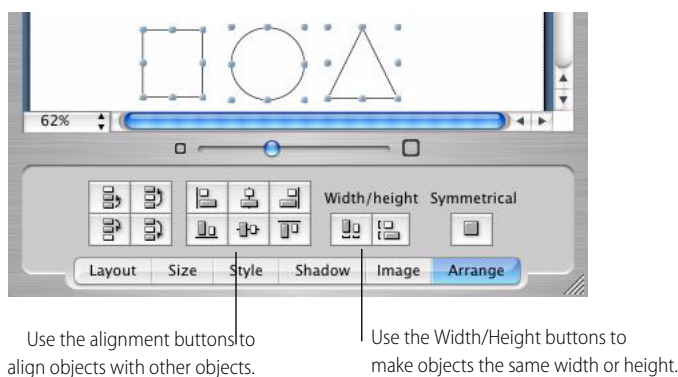 62%
Width/height Symmetrical
Layout Size Style Shadow Image Arrange
Use the alignment buttons to
align objects with other objects.
Use the Width/Height buttons to
make objects the same width or height.